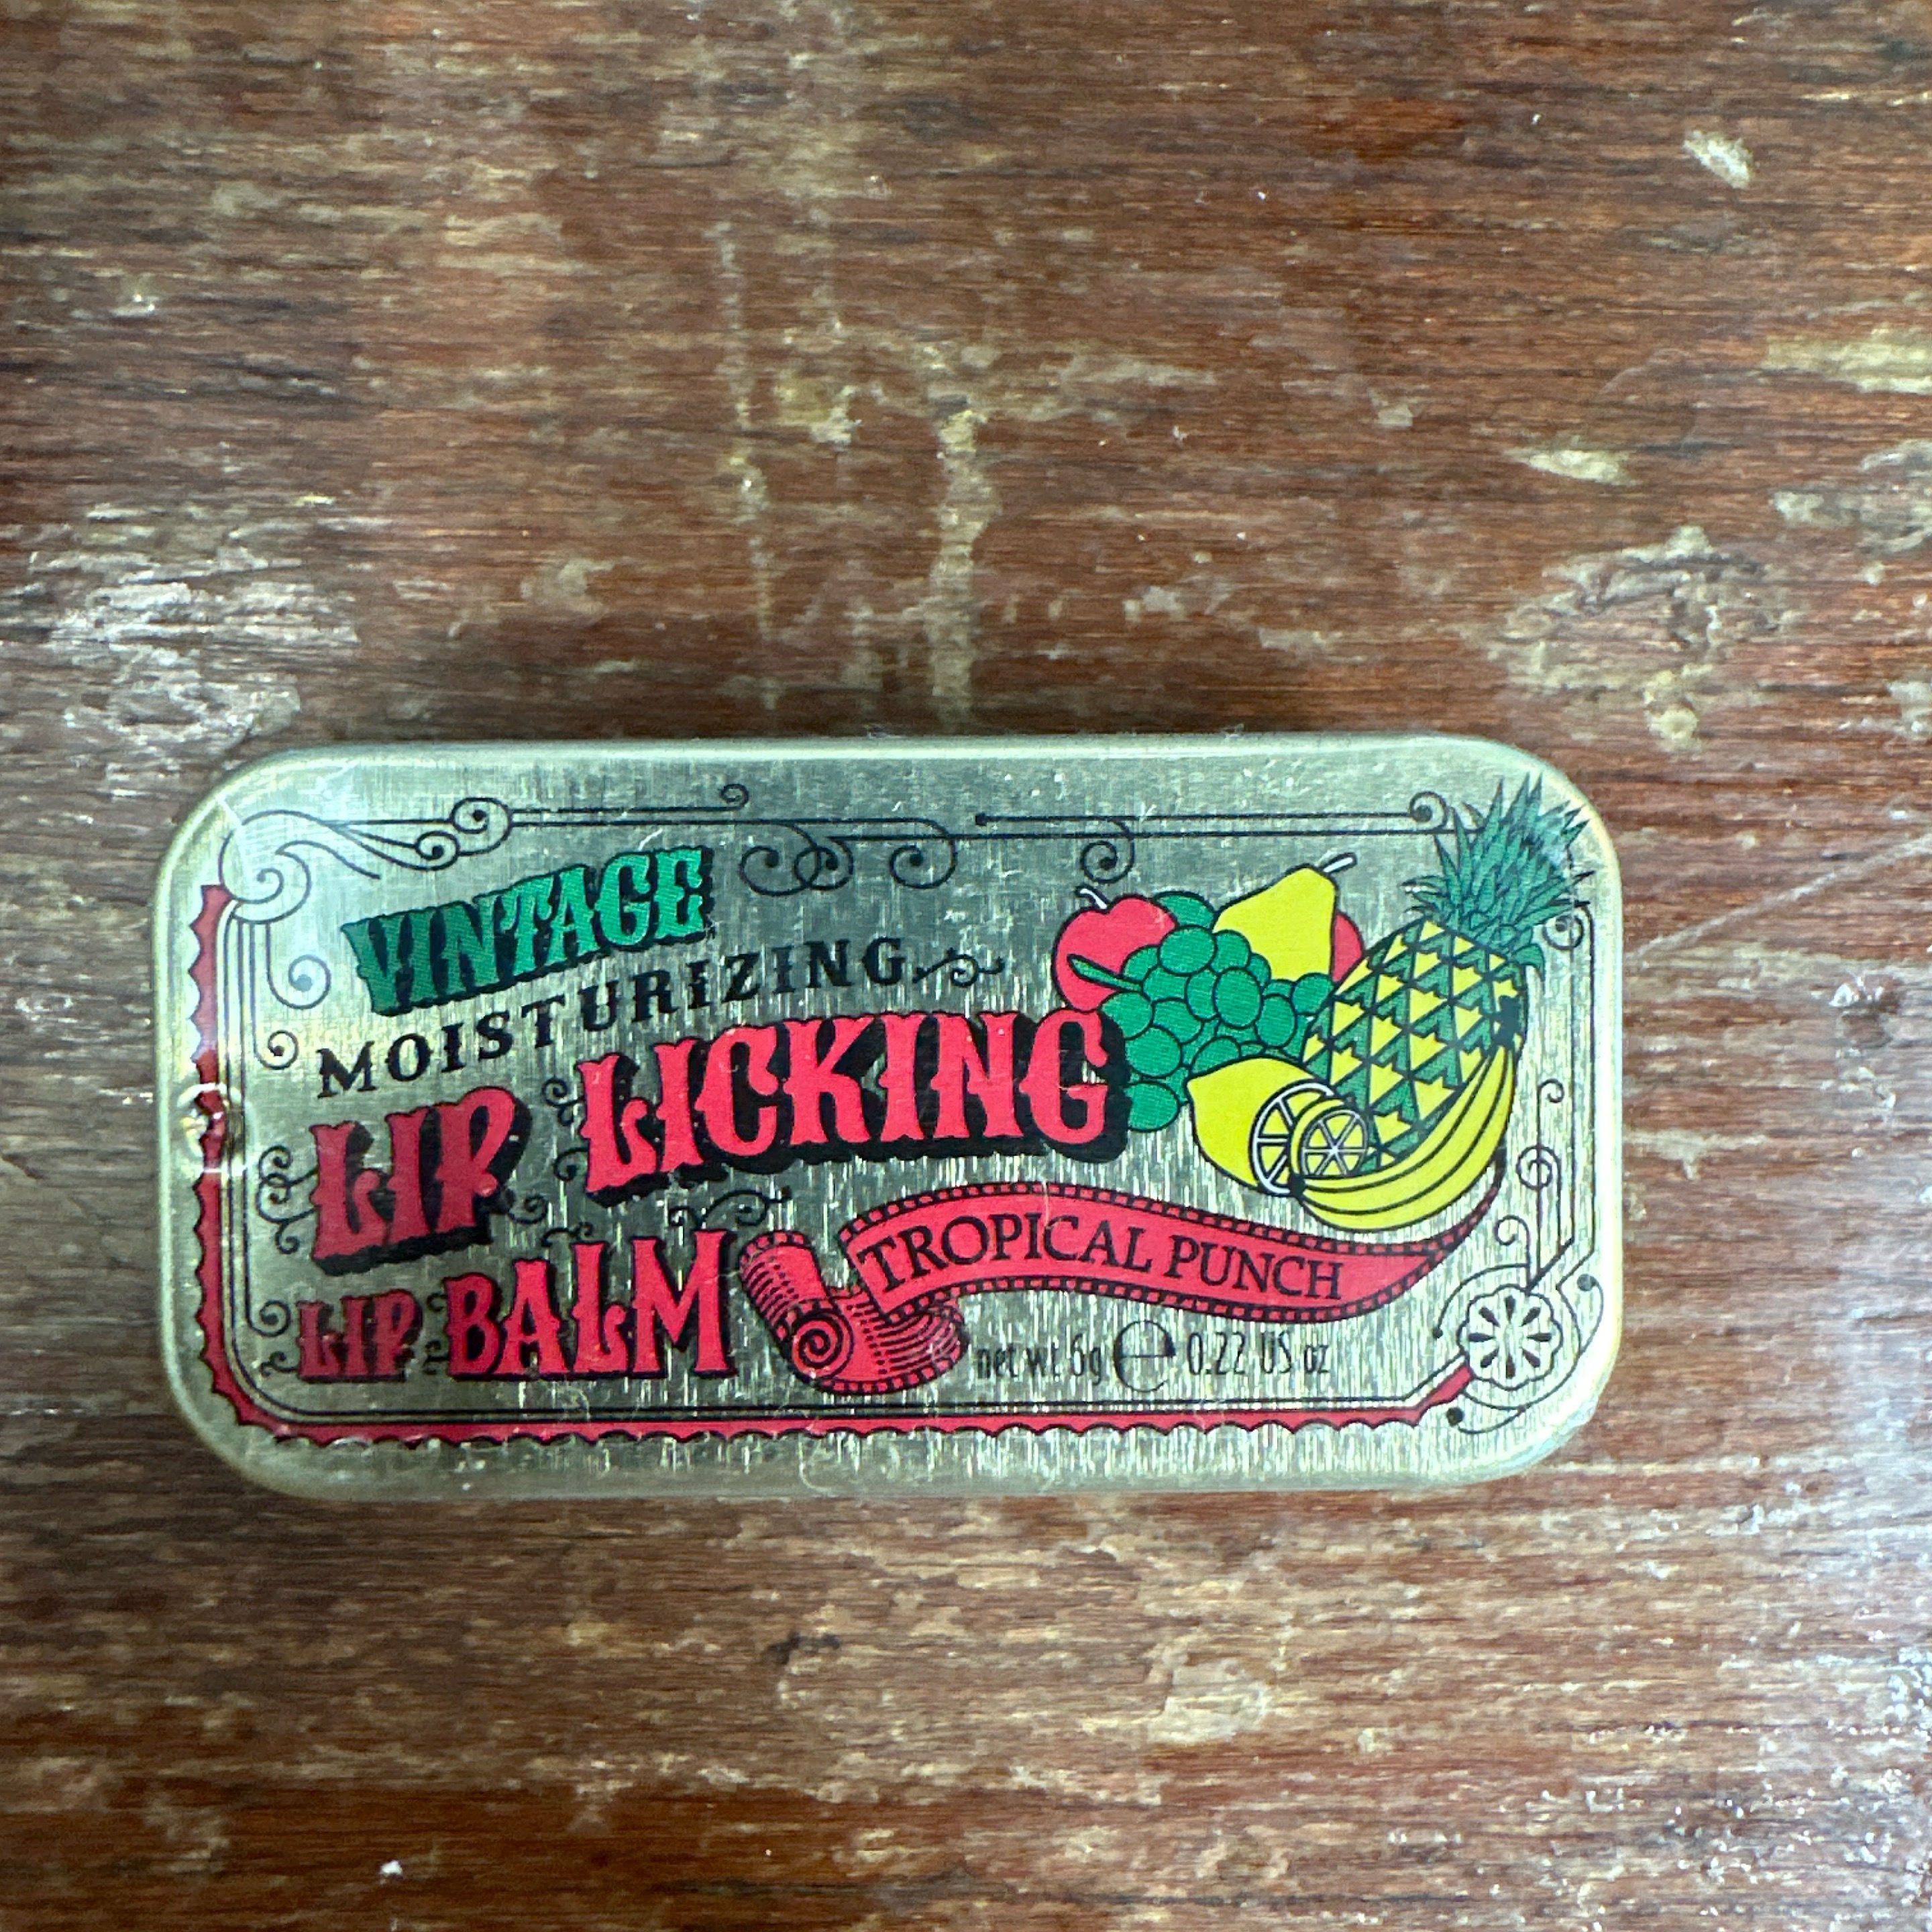 VINTAGE
MOISTURIZING
LIP LICKING
LIP BALM
TROPICAL PUNCH
net wt 6g ℮ 0.22 US oz